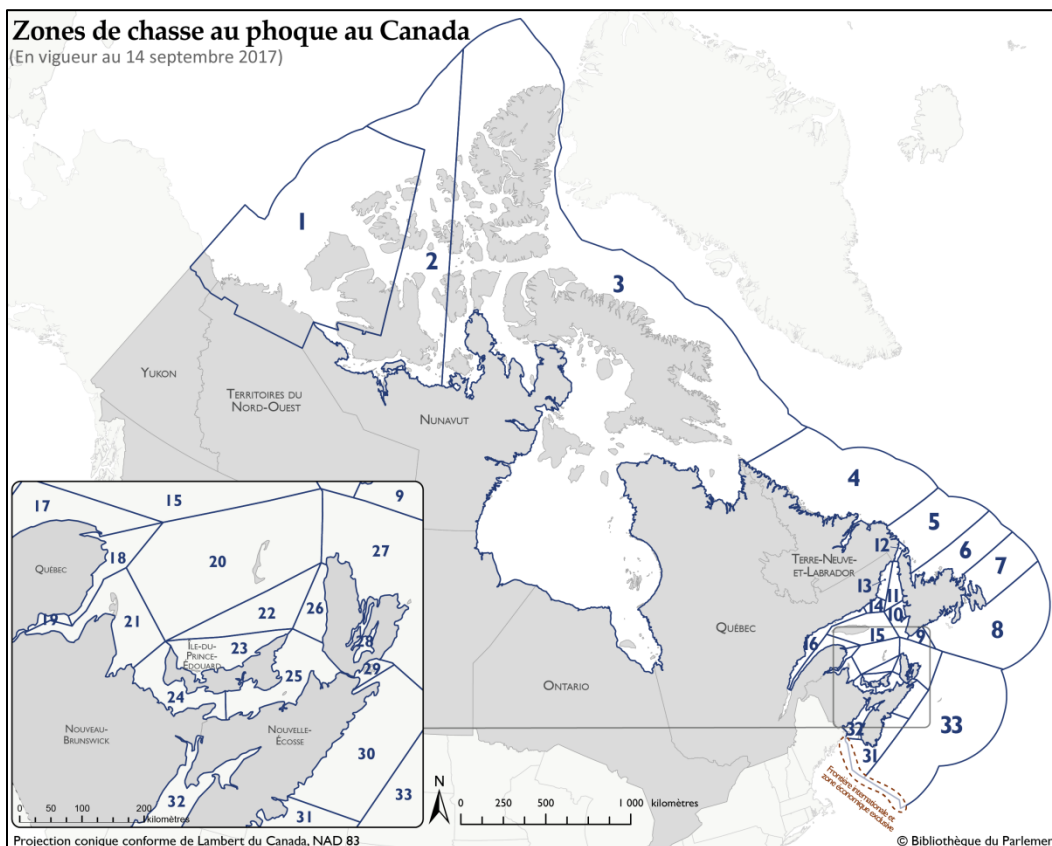 Zones de chasse au phoque au Canada
(En vigueur au 14 septembre 2017)
1
2
3
YUKON
TERRITOIRES DU
NORD-OUEST
NUNAVUT
4
5
6
7
8
12
TERRE-NEUVE-
ET-LABRADOR
13
11
14
10
9
QUÉBEC
16
15
ONTARIO
33
32
31
Frontière internationale et
zone économique exclusive
17
15
9
18
QUÉBEC
20
27
19
21
22
26
ÎLE-DU-
PRINCE-
ÉDOUARD
23
28
29
24
25
NOUVEAU-
BRUNSWICK
NOUVELLE-
ÉCOSSE
30
32
33
31
0 50 100 200
kilomètres
N
0 250 500 1 000 kilomètres
Projection conique conforme de Lambert du Canada, NAD 83
© Bibliothèque du Parlemen